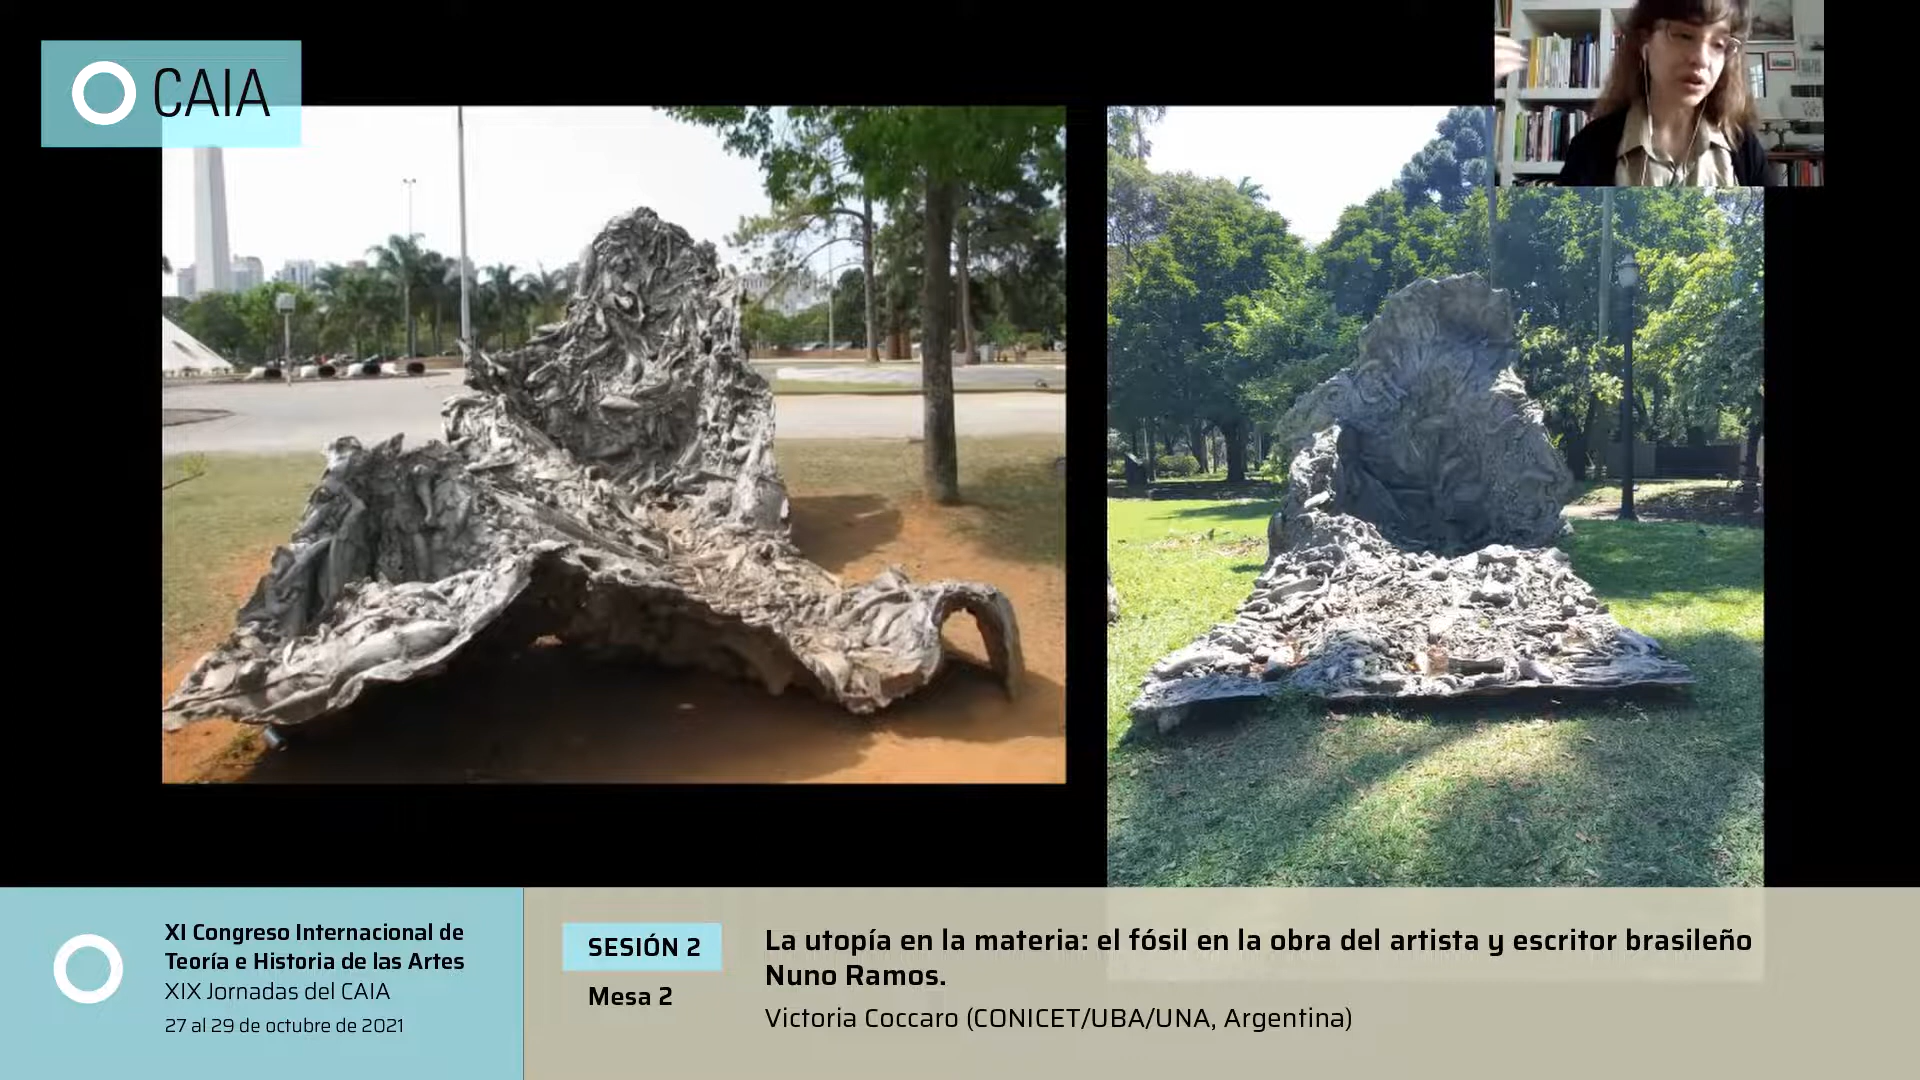 CAIA
XI Congreso Internacional de
Teoría e Historia de las Artes
XIX Jornadas del CAIA
27 al 29 de octubre de 2021
SESIÓN 2
Mesa 2
La utopía en la materia: el fósil en la obra del artista y escritor brasileño
Nuno Ramos.
Victoria Coccaro (CONICET/UBA/UNA, Argentina)